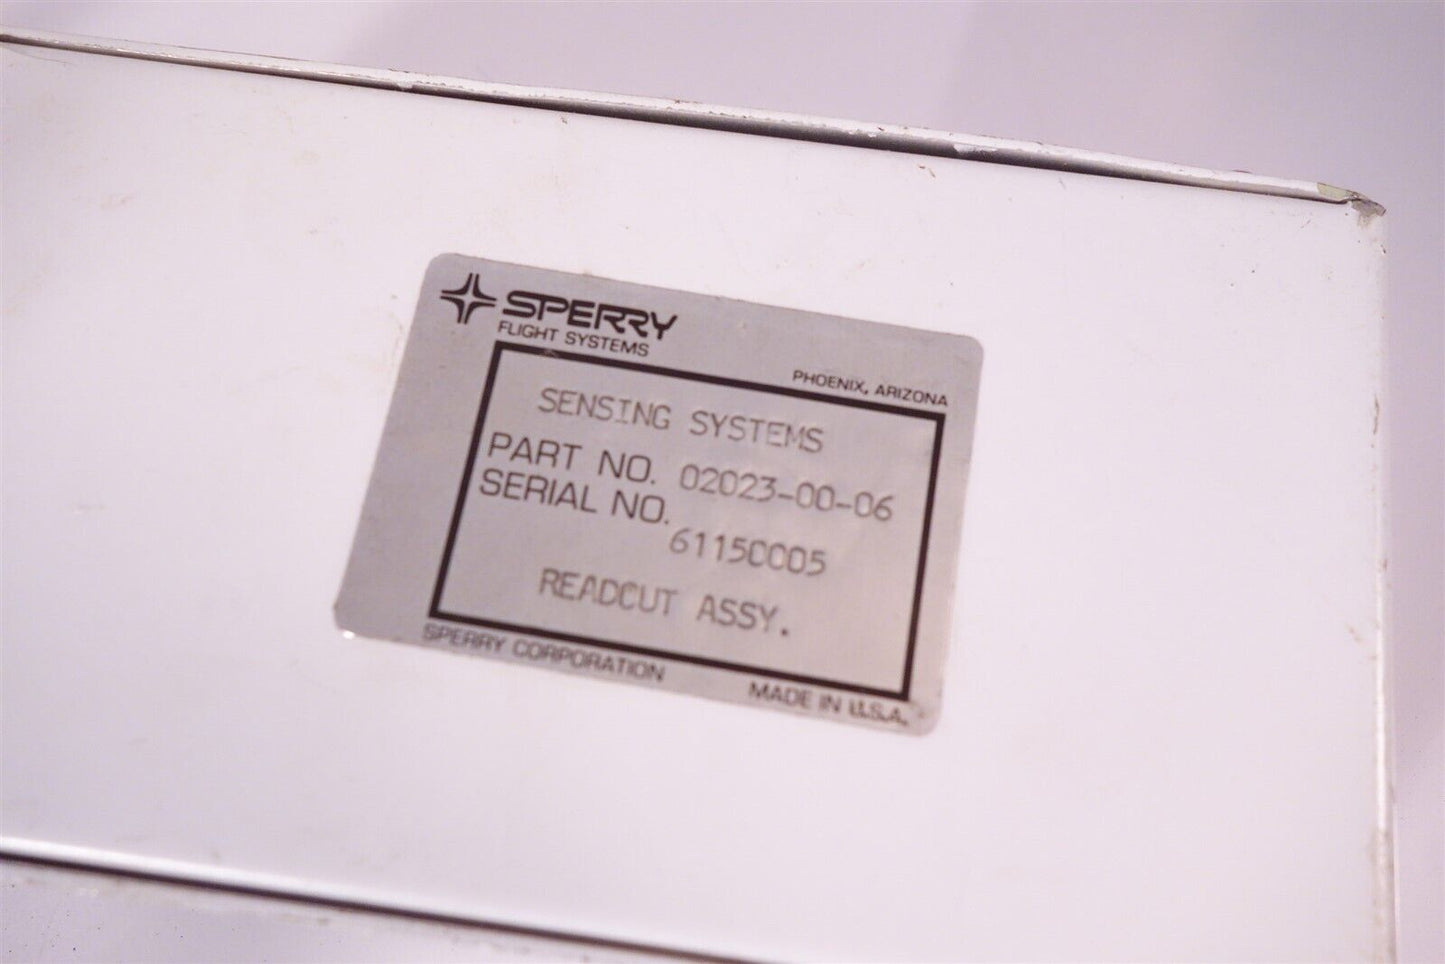 SPERRY
FLIGHT SYSTEMS
PHOENIX, ARIZONA
SENSING SYSTEMS
PART NO. 02023-00-06
SERIAL NO. 61150005
READOUT ASSY.
SPERRY CORPORATION
MADE IN U.S.A.